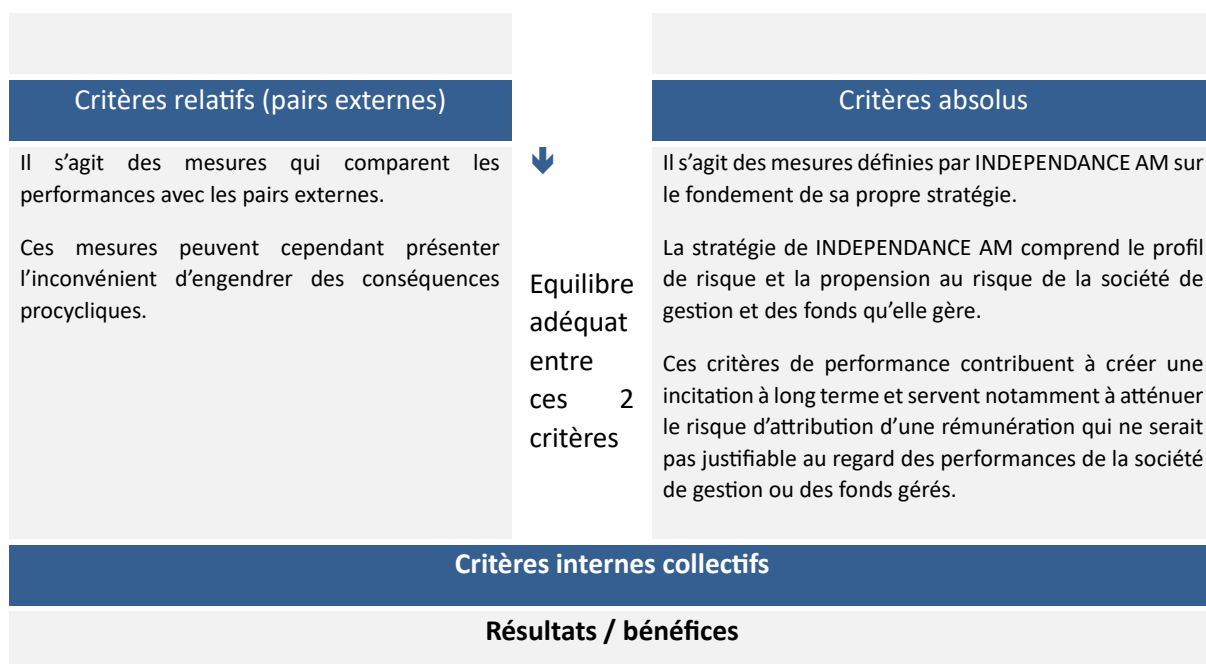 Critères relatifs (pairs externes)
Il s’agit des mesures qui comparent les
performances avec les pairs externes.
Ces mesures peuvent cependant présenter
l’inconvénient d’engendrer des conséquences
procycliques.
Equilibre
adéquat
entre
ces 2
critères
Critères absolus
Il s’agit des mesures définies par INDEPENDANCE AM sur
le fondement de sa propre stratégie.
La stratégie de INDEPENDANCE AM comprend le profil
de risque et la propension au risque de la société de
gestion et des fonds qu’elle gère.
Ces critères de performance contribuent à créer une
incitation à long terme et servent notamment à atténuer
le risque d’attribution d’une rémunération qui ne serait
pas justifiable au regard des performances de la société
de gestion ou des fonds gérés.
Critères internes collectifs
Résultats / bénéfices